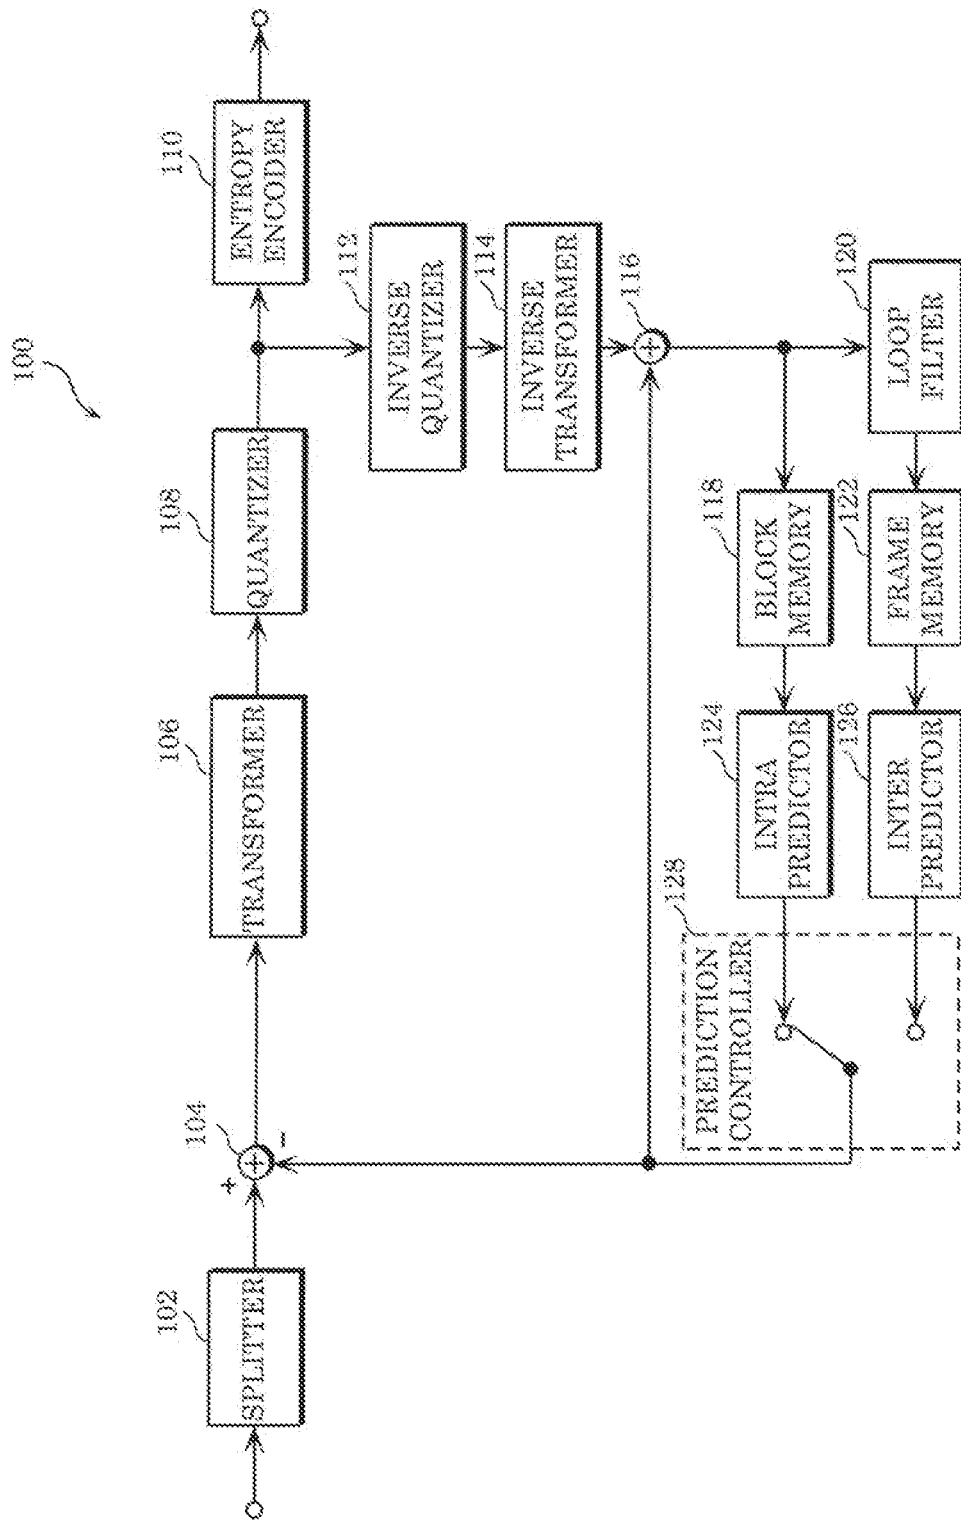 100
102
SPLITTER
104
+
−
106
TRANSFORMER
108
QUANTIZER
110
ENTROPY
ENCODER
112
INVERSE
QUANTIZER
114
INVERSE
TRANSFORMER
116
118
BLOCK
MEMORY
120
LOOP
FILTER
122
FRAME
MEMORY
124
INTRA
PREDICTOR
126
INTER
PREDICTOR
128
PREDICTION
CONTROLLER